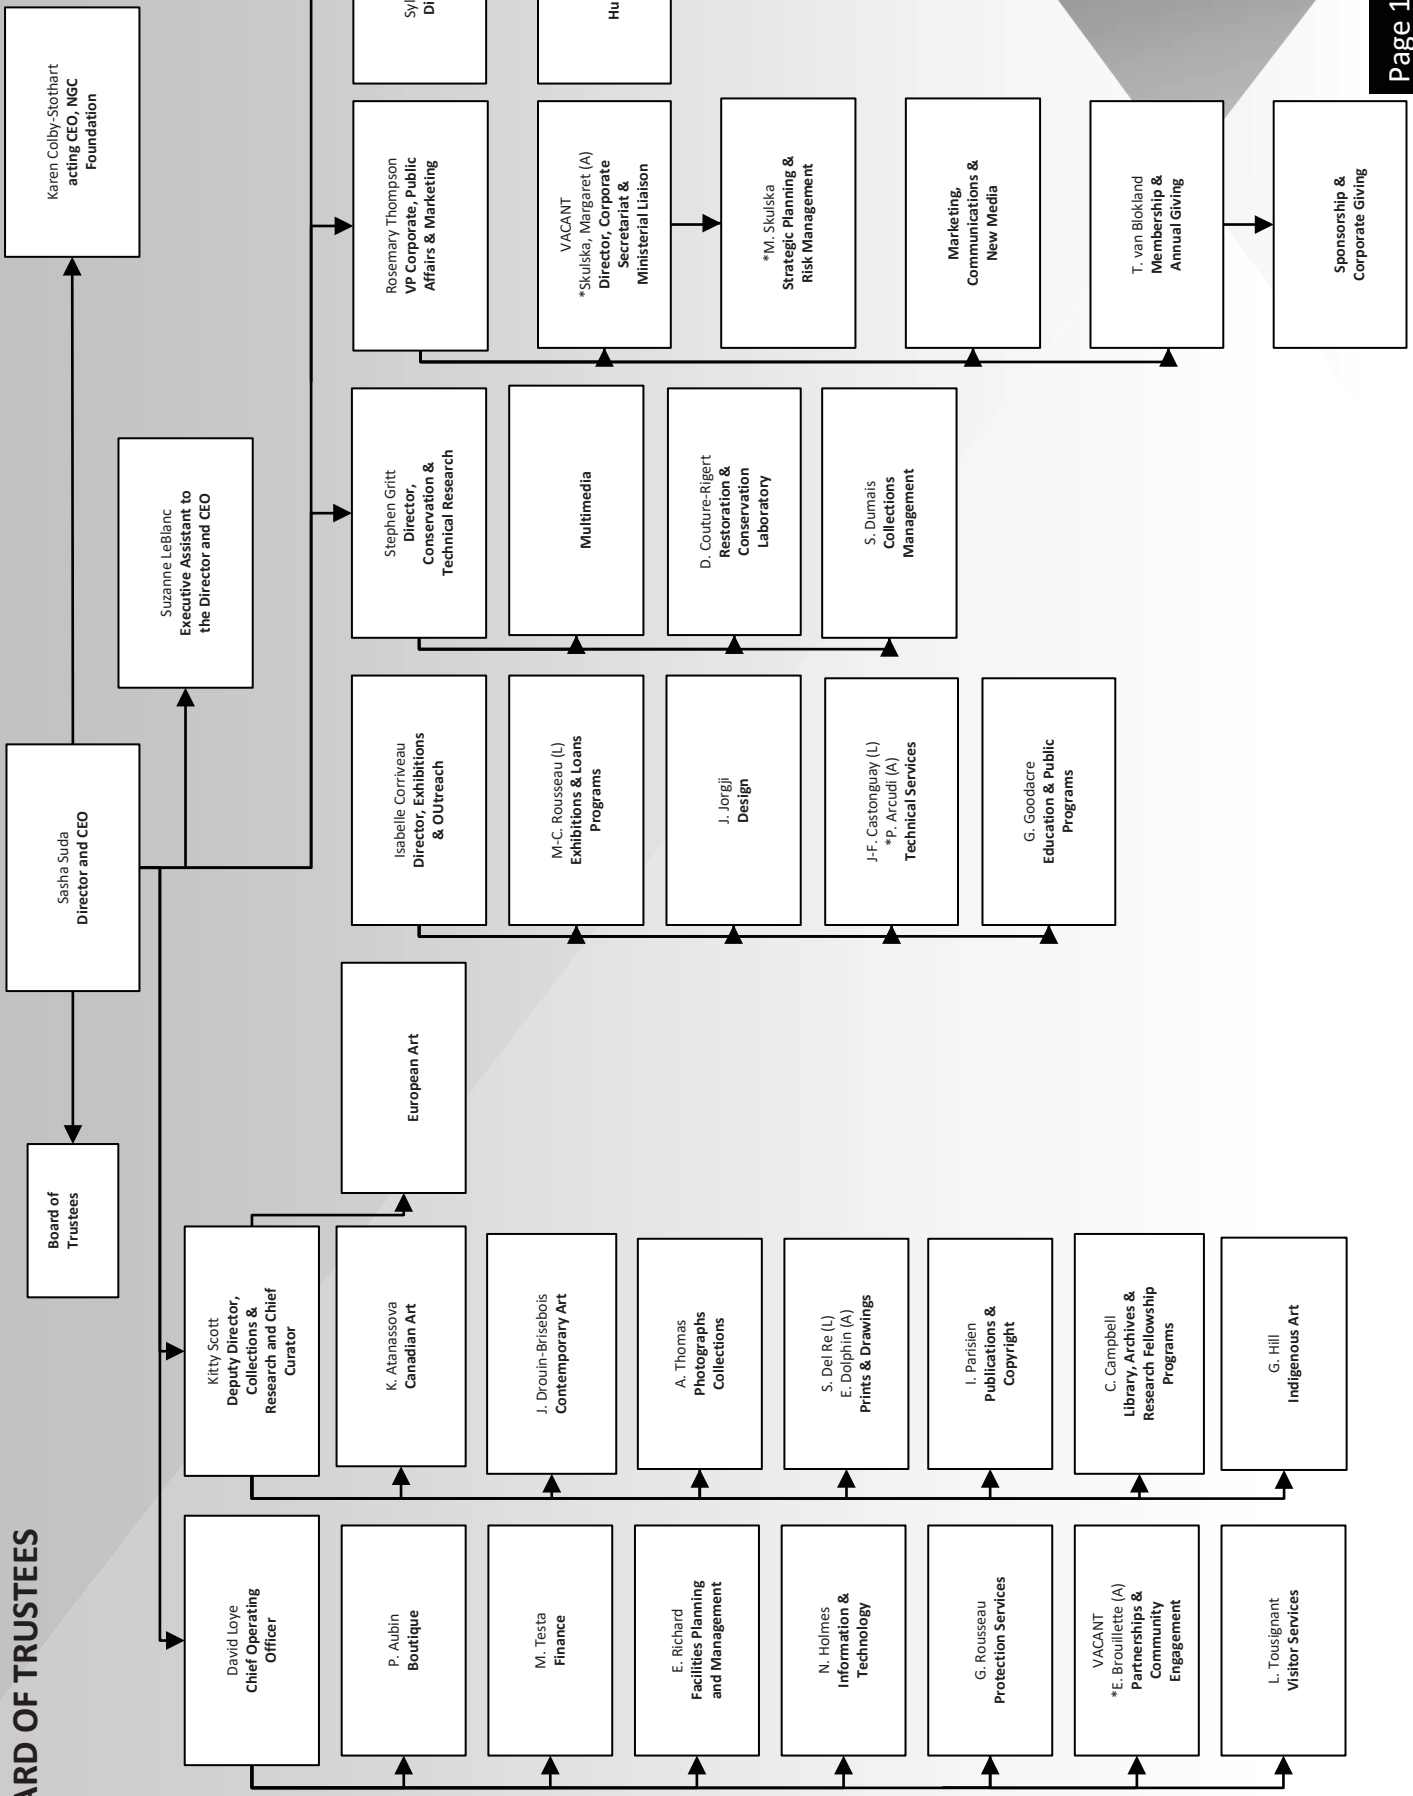 ARD OF TRUSTEES
Board of
Trustees
Sasha Suda
Director and CEO
Karen Colby-Stothart
acting CEO, NGC
Foundation
Suzanne LeBlanc
Executive Assistant to
the Director and CEO
David Loye
Chief Operating
Officer
P. Aubin
Boutique
M. Testa
Finance
E. Richard
Facilities Planning
and Management
N. Holmes
Information &
Technology
G. Rousseau
Protection Services
VACANT
*E. Brouillette (A)
Partnerships &
Community
Engagement
L. Tousignant
Visitor Services
Kitty Scott
Deputy Director,
Collections &
Research and Chief
Curator
European Art
K. Atanassova
Canadian Art
J. Drouin-Brisebois
Contemporary Art
A. Thomas
Photographs
Collections
S. Del Re (L)
E. Dolphin (A)
Prints & Drawings
I. Parisien
Publications &
Copyright
C. Campbell
Library, Archives &
Research Fellowship
Programs
G. Hill
Indigenous Art
Isabelle Corriveau
Director, Exhibitions
& OUtreach
M-C. Rousseau (L)
Exhibitions & Loans
Programs
J. Jorgji
Design
J-F. Castonguay (L)
*P. Arcudi (A)
Technical Services
G. Goodacre
Education & Public
Programs
Stephen Gritt
Director,
Conservation &
Technical Research
Multimedia
D. Couture-Rigert
Restoration &
Conservation
Laboratory
S. Dumais
Collections
Management
Rosemary Thompson
VP Corporate, Public
Affairs & Marketing
VACANT
*Skulska, Margaret (A)
Director, Corporate
Secretariat &
Ministerial Liaison
*M. Skulska
Strategic Planning &
Risk Management
Marketing,
Communications &
New Media
T. van Blokland
Membership &
Annual Giving
Sponsorship &
Corporate Giving
Syl
Di
Hu
Page 1